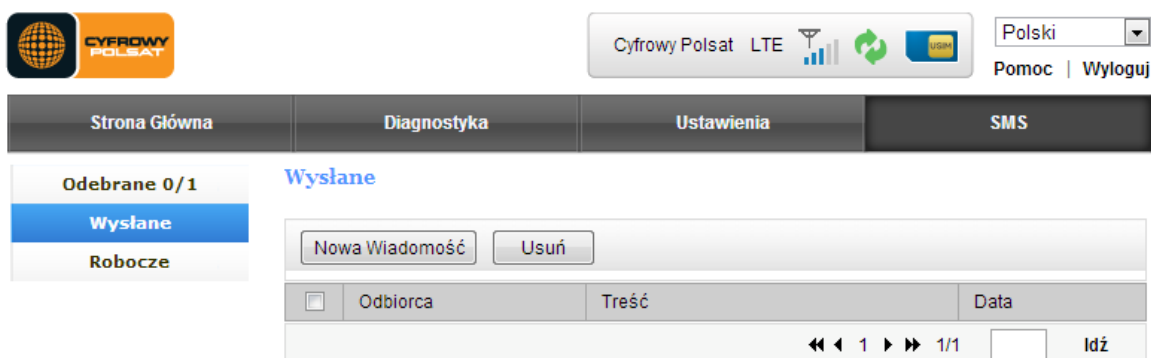 CYFROWY
POLSAT
Cyfrowy Polsat LTE
USIM
Polski
Pomoc | Wyloguj
Strona Główna Diagnostyka Ustawienia SMS
Odebrane 0/1
Wysłane
Robocze
Wysłane
Nowa Wiadomość Usuń
Odbiorca Treść Data
1 1/1 Idź